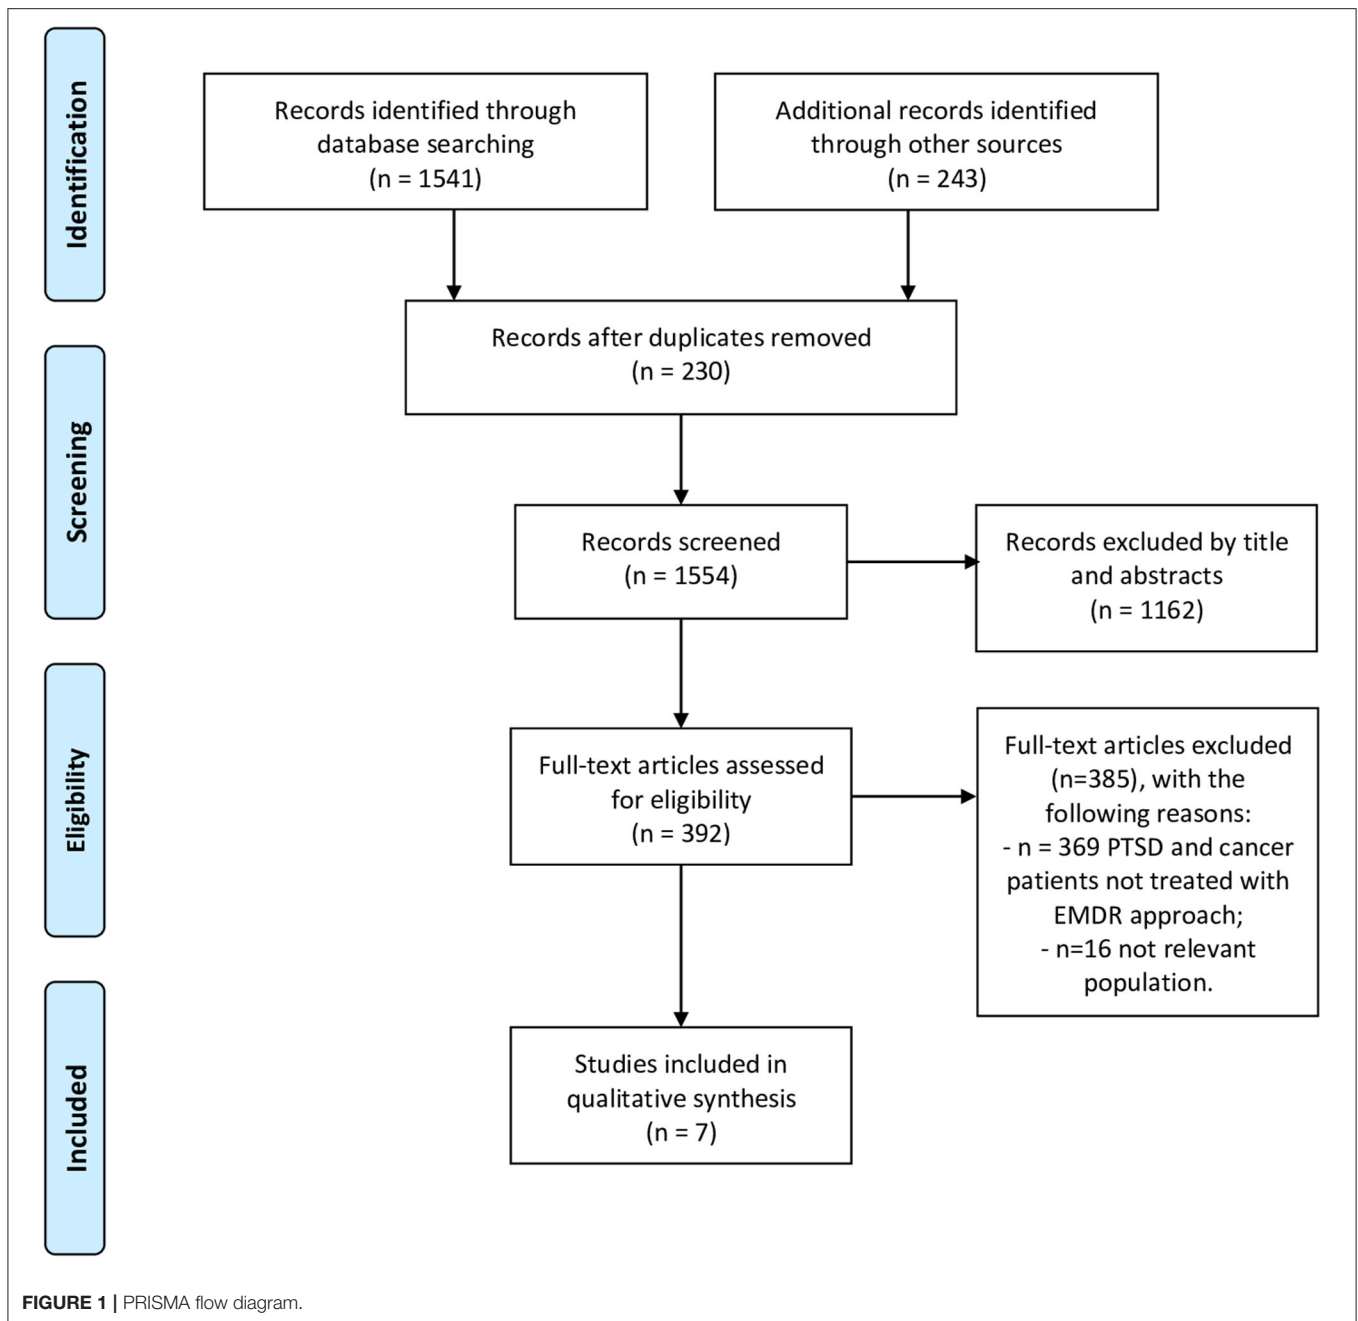 Identification
Records identified through
database searching
(n = 1541)
Additional records identified
through other sources
(n = 243)
Records after duplicates removed
(n = 230)
Screening
Records screened
(n = 1554)
Records excluded by title
and abstracts
(n = 1162)
Eligibility
Full-text articles assessed
for eligibility
(n = 392)
Full-text articles excluded
(n=385), with the
following reasons:
- n = 369 PTSD and cancer
patients not treated with
EMDR approach;
- n=16 not relevant
population.
Included
Studies included in
qualitative synthesis
(n = 7)
FIGURE 1 | PRISMA flow diagram.